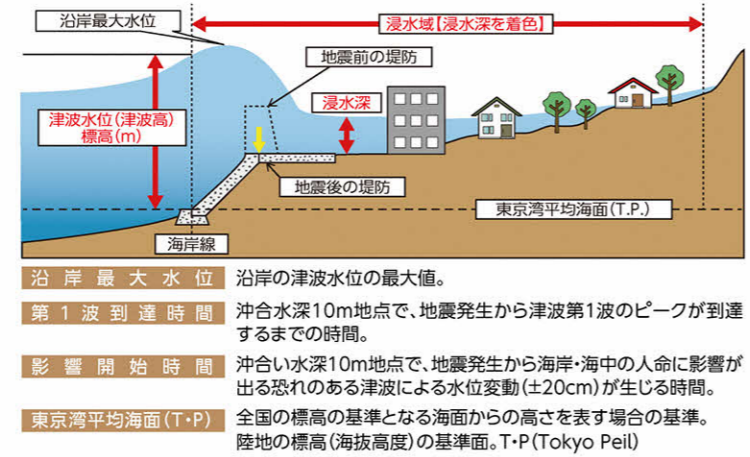 沿岸最大水位
浸水域【浸水深を着色】
地震前の堤防
浸水深
津波水位(津波高)
標高(m)
地震後の堤防
東京湾平均海面(T.P.)
海岸線
沿岸最大水位 沿岸の津波水位の最大値。
第1波到達時間 沖合水深10m地点で、地震発生から津波第1波のピークが到達
するまでの時間。
影響開始時間 沖合い水深10m地点で、地震発生から海岸・海中の人命に影響が
出る恐れのある津波による水位変動(±20cm)が生じる時間。
東京湾平均海面(T・P) 全国の標高の基準となる海面からの高さを表す場合の基準。
陸地の標高(海抜高度)の基準面。T・P(Tokyo Peil)